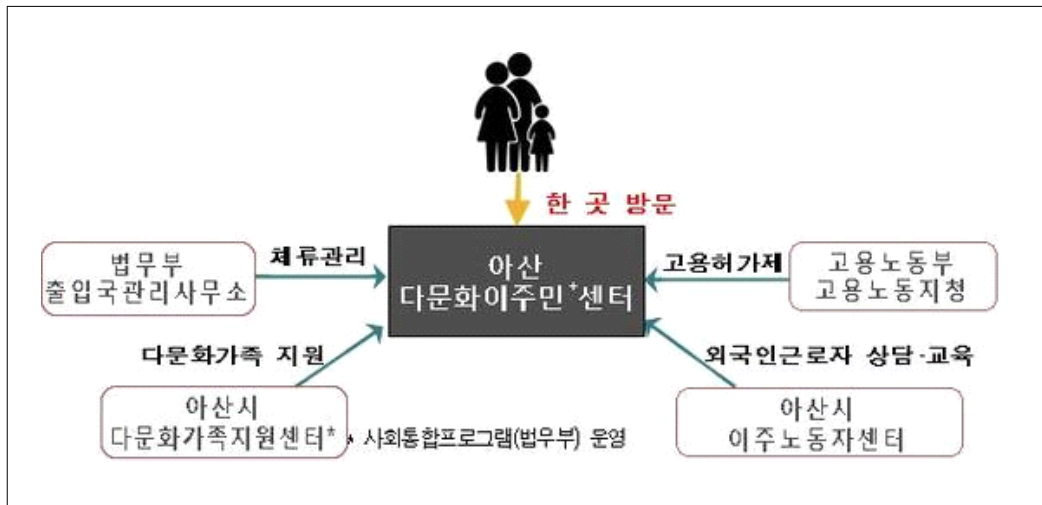 한 곳 방문
법무부
출입국관리사무소
체류관리
아산
다문화이주민+센터
고용허가제
고용노동부
고용노동지청
다문화가족 지원
외국인근로자 상담·교육
아산시
다문화가족지원센터*
* 사회통합프로그램(법무부) 운영
아산시
이주노동자센터